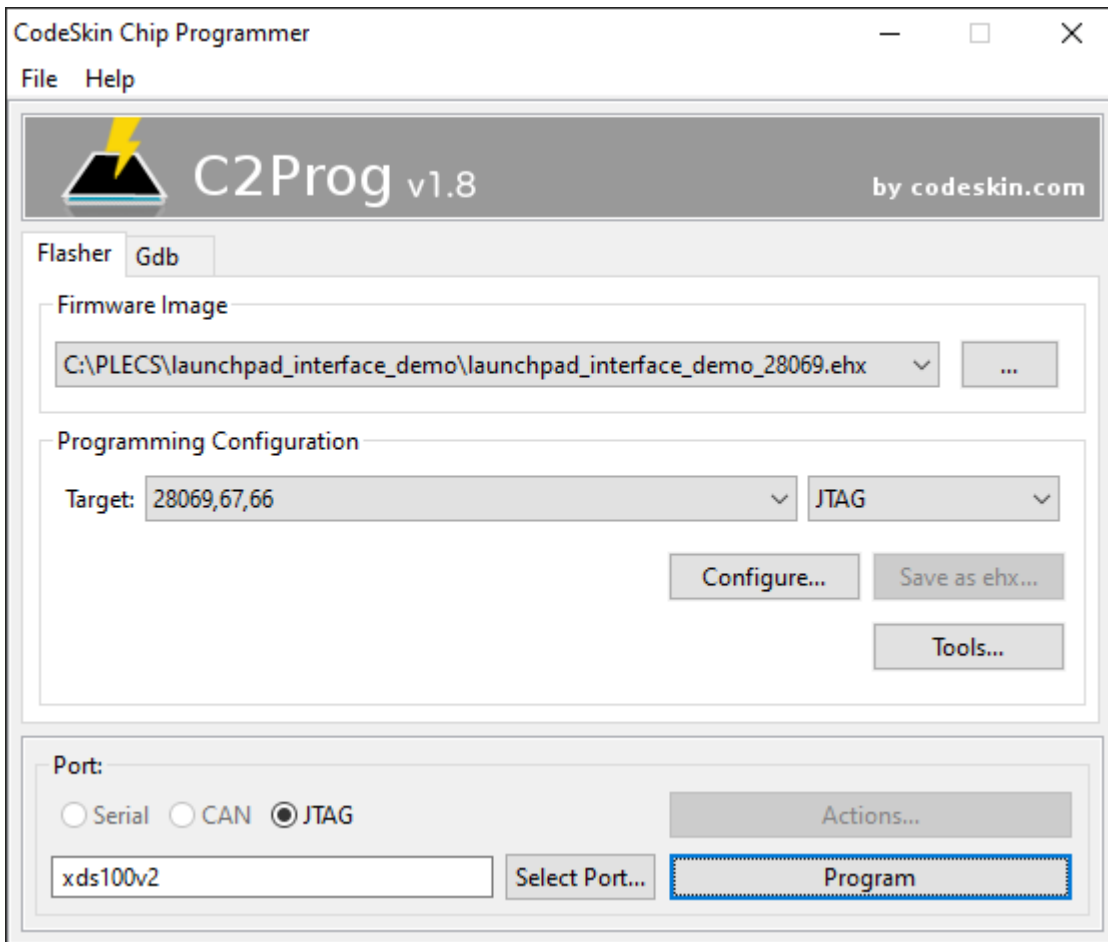 CodeSkin Chip Programmer
File Help
C2Prog v1.8 by codeskin.com
Flasher Gdb
Firmware Image
C:\PLECS\launchpad_interface_demo\launchpad_interface_demo_28069.ehx ...
Programming Configuration
Target: 28069,67,66 JTAG
Configure... Save as ehx...
Tools...
Port:
Serial CAN JTAG Actions...
xds100v2 Select Port... Program